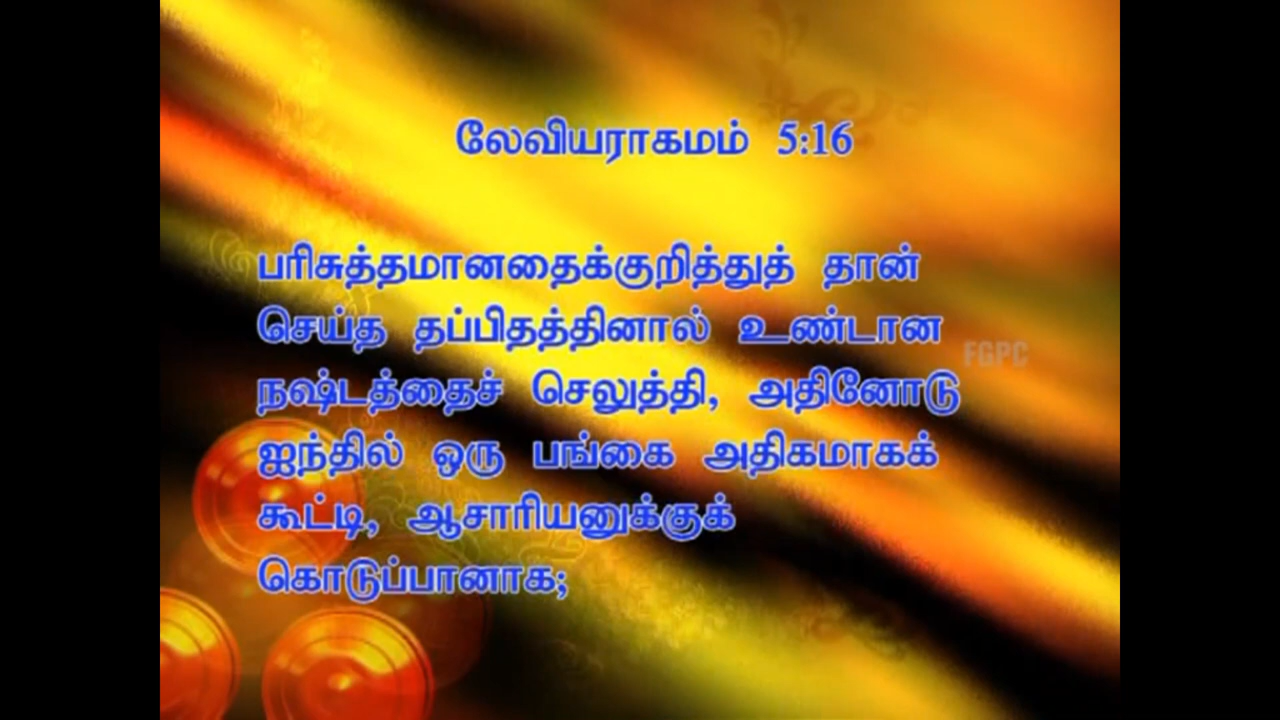 லேவியராகமம் 5:16
பரிசுத்தமானதைக்குறித்துத் தான்
செய்த தப்பிதத்தினால் உண்டான
FGPC
நஷ்டத்தைச் செலுத்தி, அதினோடு
ஐந்தில் ஒரு பங்கை அதிகமாகக்
கூட்டி, ஆசாரியனுக்குக்
கொடுப்பானாக;